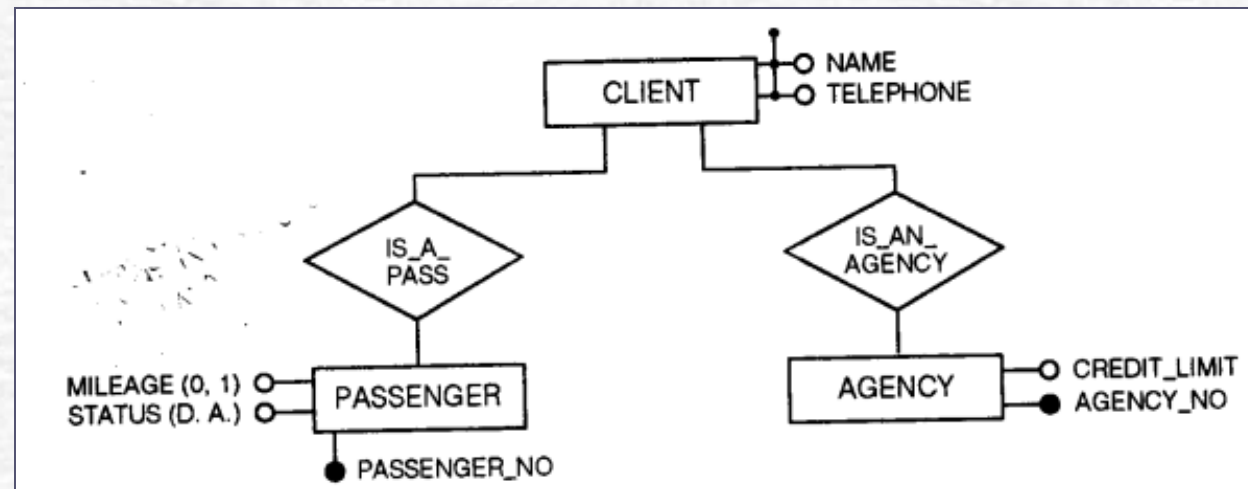 CLIENT
NAME
TELEPHONE
IS_A_
PASS
IS_AN_
AGENCY
MILEAGE (0, 1)
STATUS (D. A.)
PASSENGER
PASSENGER_NO
AGENCY
CREDIT_LIMIT
AGENCY_NO